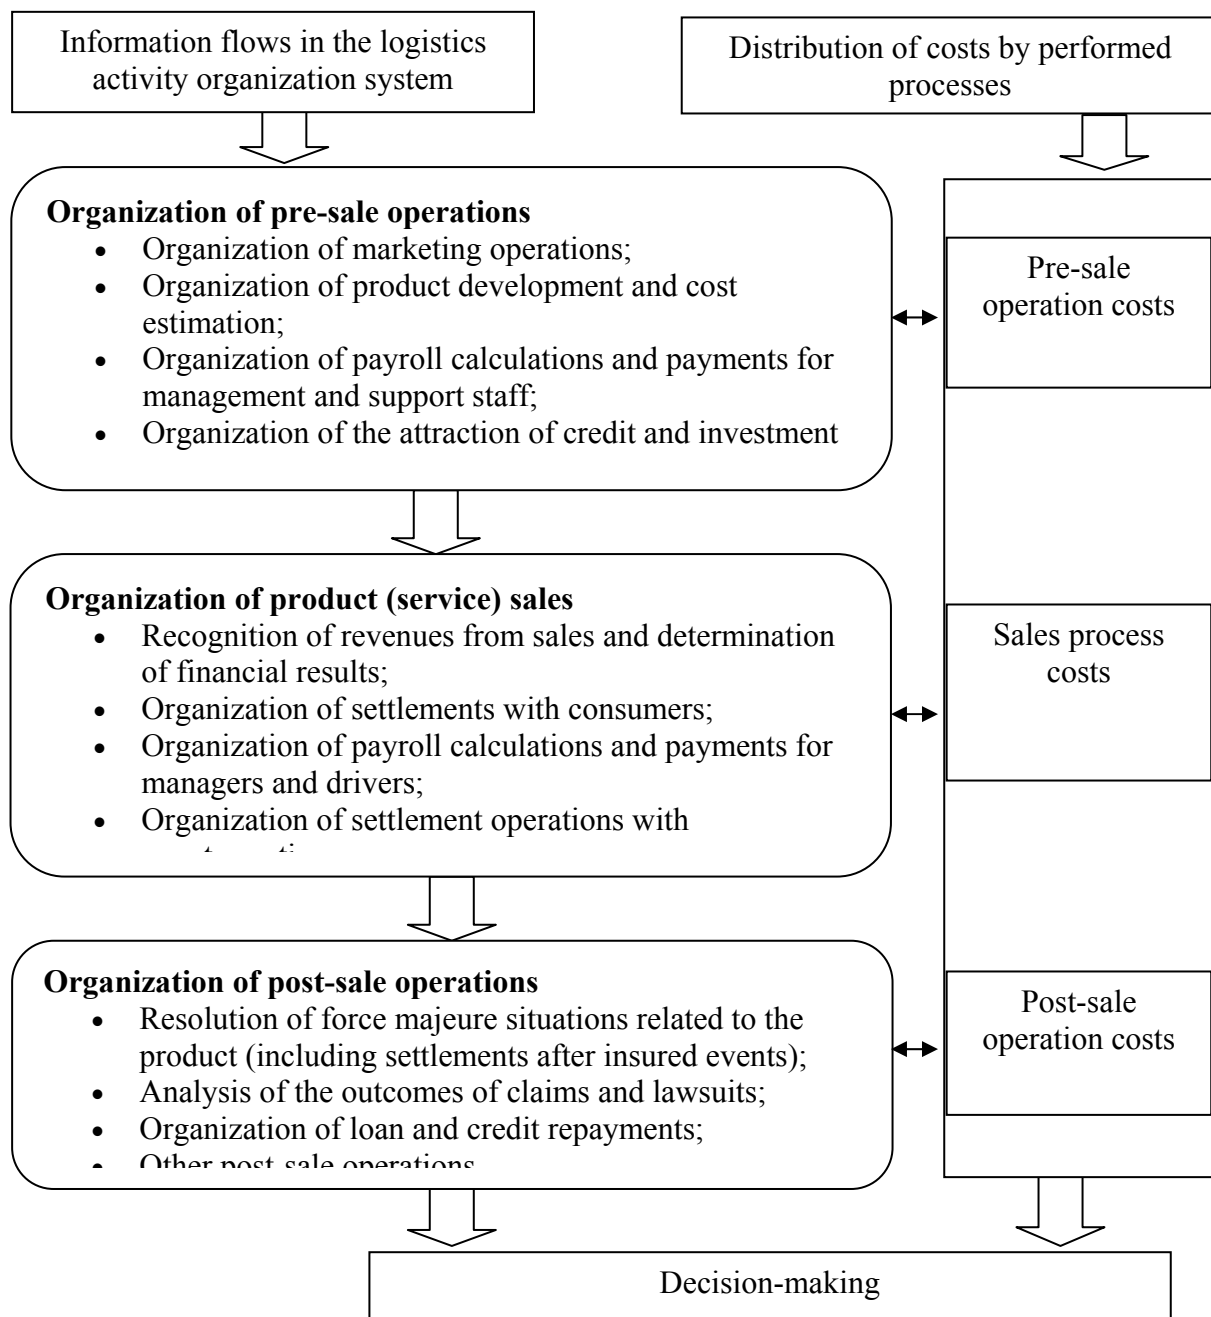 Information flows in the logistics
activity organization system
Distribution of costs by performed
processes
Organization of pre-sale operations
• Organization of marketing operations;
• Organization of product development and cost
estimation;
• Organization of payroll calculations and payments for
management and support staff;
• Organization of the attraction of credit and investment
Pre-sale
operation costs
Organization of product (service) sales
• Recognition of revenues from sales and determination
of financial results;
• Organization of settlements with consumers;
• Organization of payroll calculations and payments for
managers and drivers;
• Organization of settlement operations with
Sales process
costs
Organization of post-sale operations
• Resolution of force majeure situations related to the
product (including settlements after insured events);
• Analysis of the outcomes of claims and lawsuits;
• Organization of loan and credit repayments;
• Other post-sale operations
Post-sale
operation costs
Decision-making